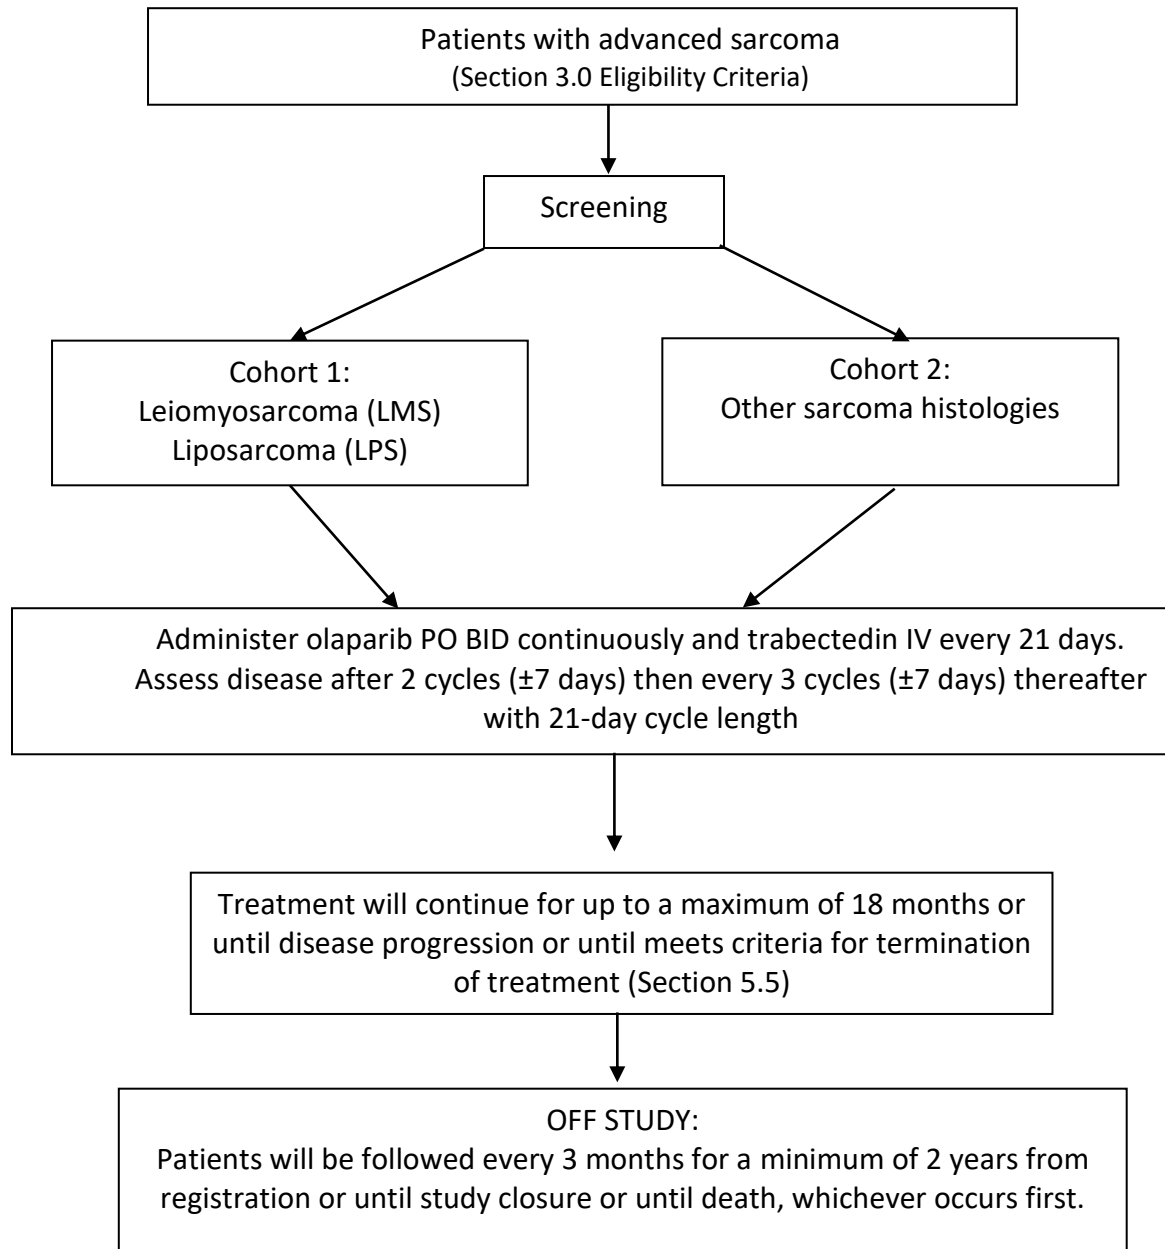 Patients with advanced sarcoma
(Section 3.0 Eligibility Criteria)
Screening
Cohort 1:
Leiomyosarcoma (LMS)
Liposarcoma (LPS)
Cohort 2:
Other sarcoma histologies
Administer olaparib PO BID continuously and trabectedin IV every 21 days.
Assess disease after 2 cycles (±7 days) then every 3 cycles (±7 days) thereafter
with 21-day cycle length
Treatment will continue for up to a maximum of 18 months or
until disease progression or until meets criteria for termination
of treatment (Section 5.5)
OFF STUDY:
Patients will be followed every 3 months for a minimum of 2 years from
registration or until study closure or until death, whichever occurs first.